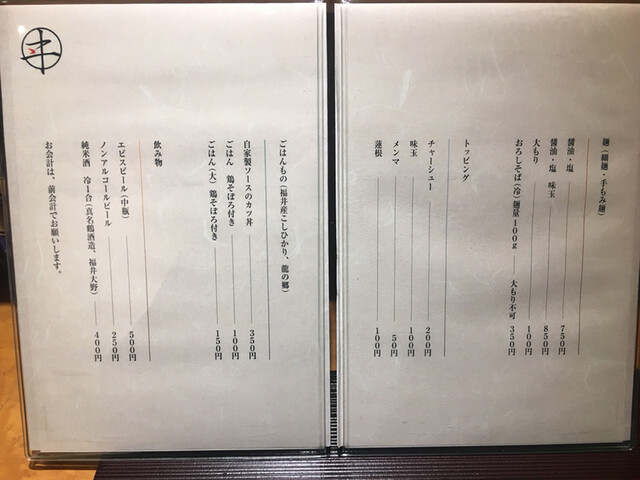 麺(細麺・手もみ麺)
醤油・塩 750円
醤油・塩 味玉 850円
大もり 100円
おろしそば(冷 麺量100g) 大もり不可 350円
トッピング
チャーシュー 200円
味玉 100円
メンマ 50円
蓮根 100円
ごはんもの(福井産こしひかり、龍の郷)
自家製ソースのカツ丼 350円
ごはん 鶏そぼろ付き 100円
ごはん(大) 鶏そぼろ付き 150円
飲み物
エビスビール(中瓶) 500円
ノンアルコールビール 250円
純米酒 冷1合(真名鶴酒造、福井大野) 400円
お会計は、前会計でお願いします。